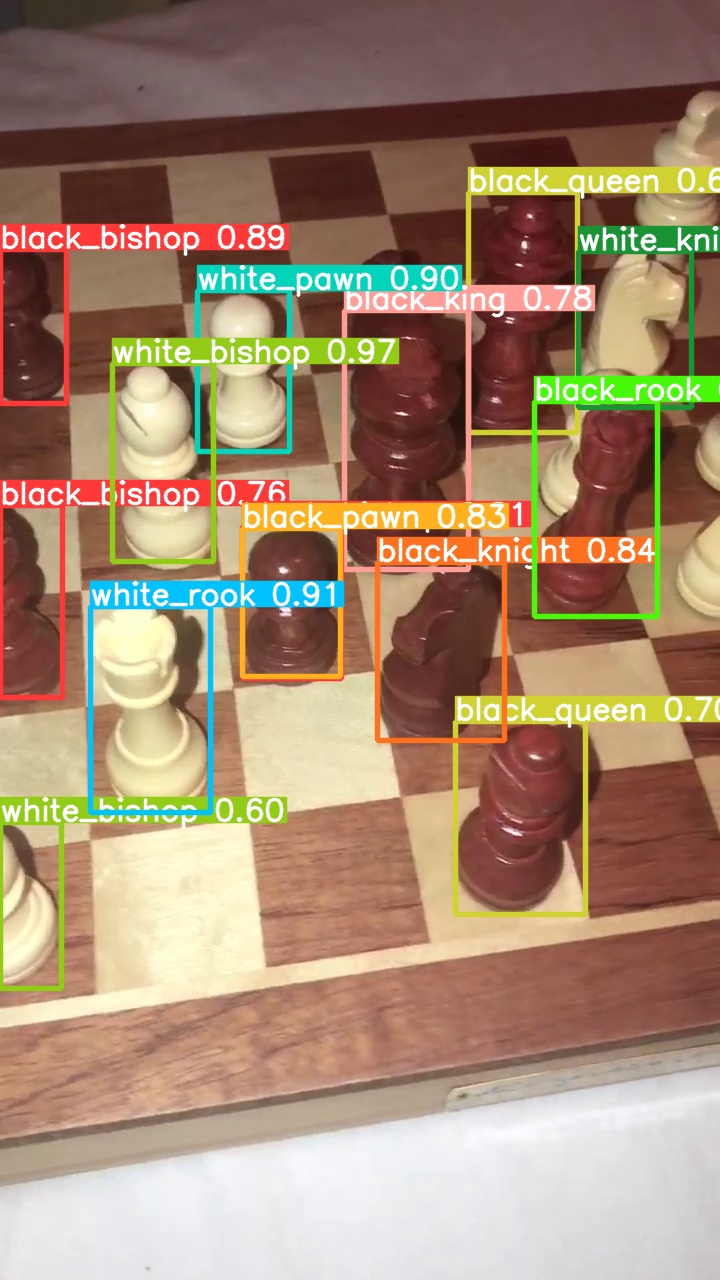 black_queen 0.6
black_bishop 0.89
white_kni
white_pawn 0.90
black_king 0.78
white_bishop 0.97
black_rook
black_bishop 0.76
black_pawn 0.83
1
black_knight 0.84
white_rook 0.91
black_queen 0.70
white_bishop 0.60